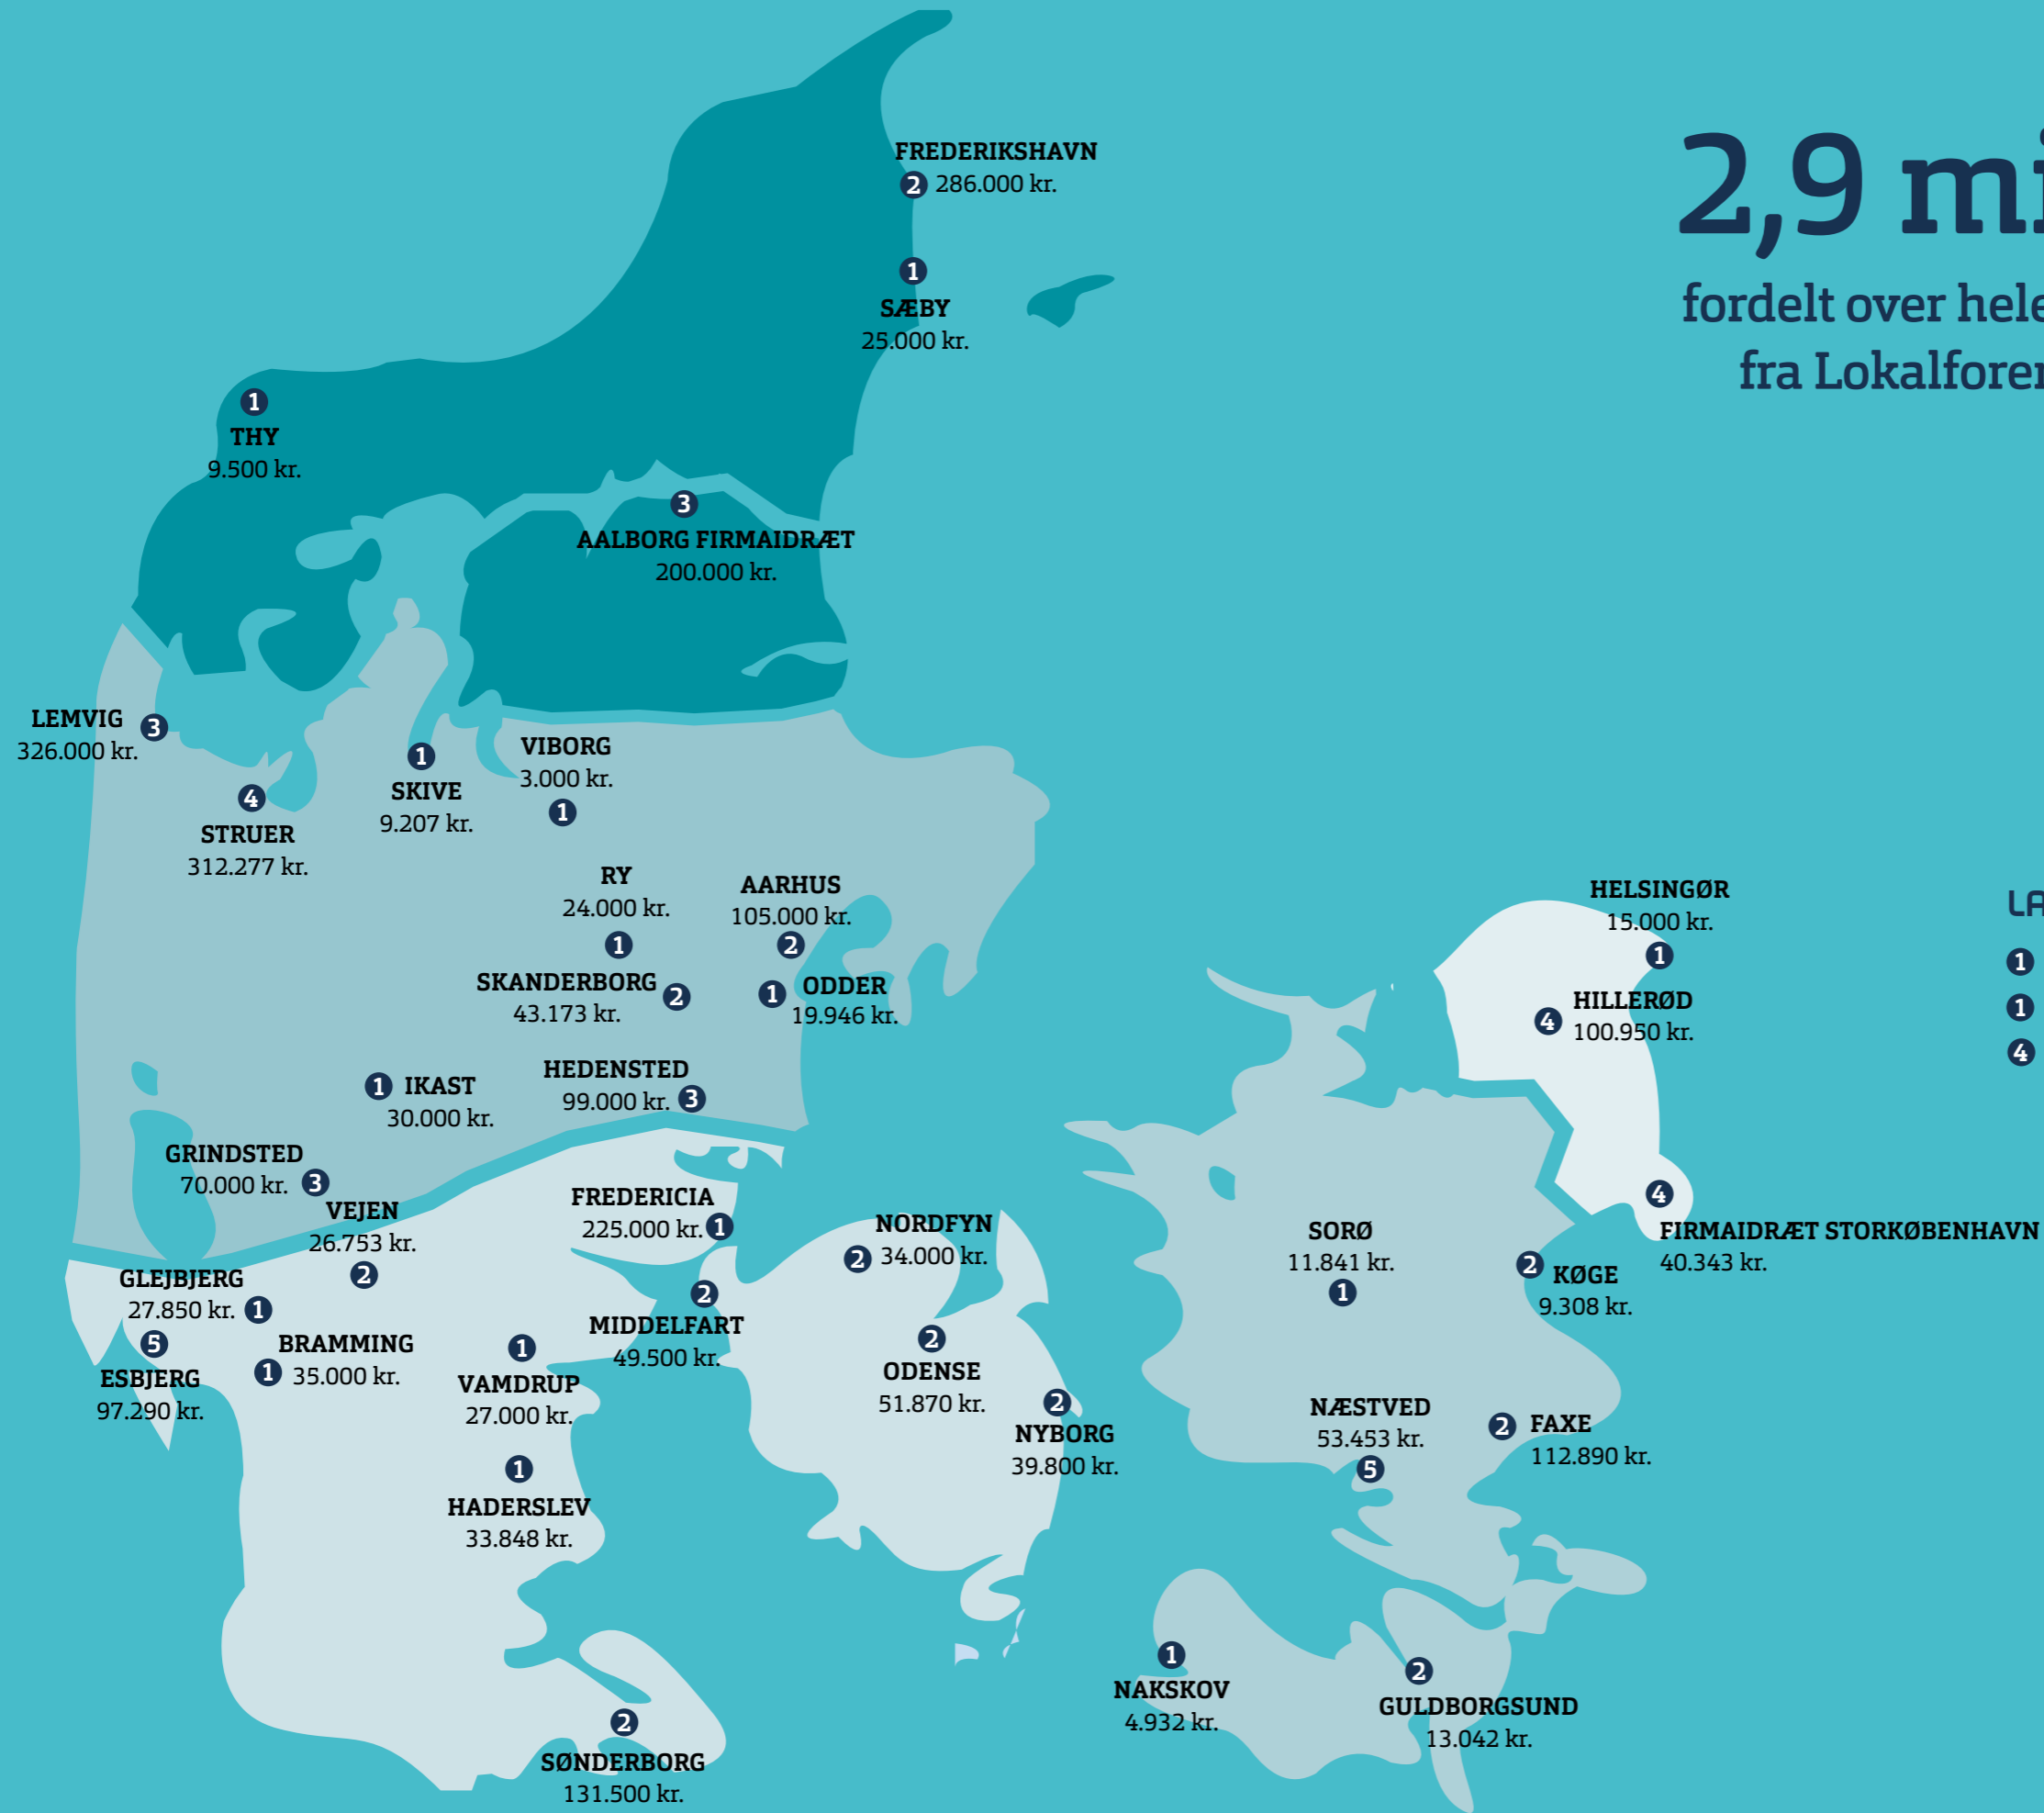 2,9
fordelt over hele
fra
FREDERIKSHAVN
2 286.000 kr.
1
SÆBY
25.000 kr.
1
THY
9.500 kr.
3
AALBORG FIRMAIDRÆT
200.000 kr.
LEMVIG 3
326.000 kr.
4
STRUER
312.277 kr.
1
SKIVE
9.207 kr.
VIBORG
3.000 kr.
1
RY
24.000 kr.
1
AARHUS
105.000 kr.
2
SKANDERBORG 2
43.173 kr.
1 ODDER
19.946 kr.
1 IKAST
30.000 kr.
HEDENSTED
99.000 kr. 3
GRINDSTED
70.000 kr. 3
VEJEN
26.753 kr.
2
GLEJBJERG
27.850 kr. 1
5
ESBJERG
97.290 kr.
BRAMMING
1 35.000 kr.
FREDERICIA
225.000 kr. 1
2
MIDDELFART
49.500 kr.
1
VAMDRUP
27.000 kr.
1
HADERSLEV
33.848 kr.
2
SØNDERBORG
131.500 kr.
NORDFYN
2 34.000 kr.
2
ODENSE
51.870 kr.
2
NYBORG
39.800 kr.
HELSINGØR
15.000 kr.
1
4 HILLERØD
100.950 kr.
4
FIRMAIDRÆT STORKØBENHAVN
40.343 kr.
SORØ
11.841 kr.
1
2 KØGE
9.308 kr.
NÆSTVED
53.453 kr.
5
2 FAXE
112.890 kr.
1
NAKSKOV
4.932 kr.
2
GULDBORGSUND
13.042 kr.
1
1
4